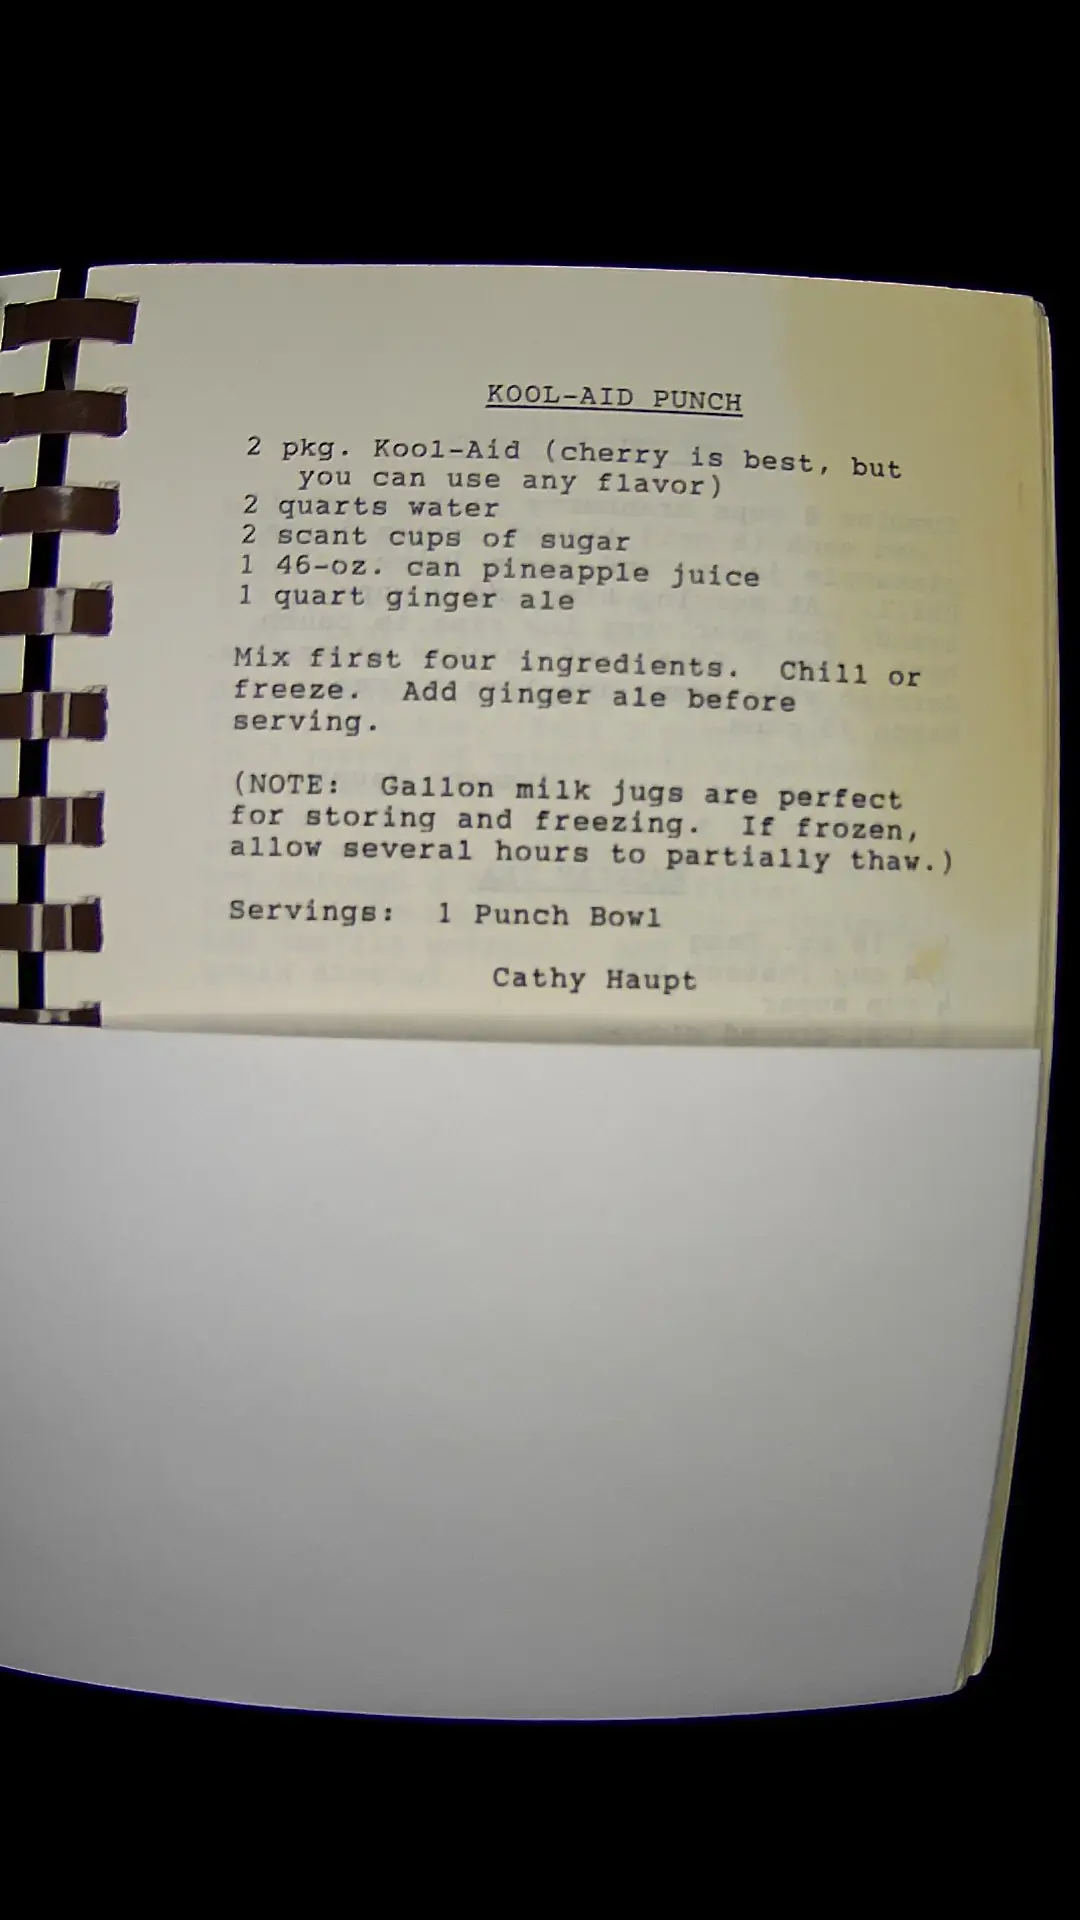 KOOL-AID PUNCH
2 pkg. Kool-Aid (cherry is best, but
you can use any flavor)
2 quarts water
2 scant cups of sugar
1 46-oz. can pineapple juice
1 quart ginger ale
Mix first four ingredients. Chill or
freeze. Add ginger ale before
serving.
(NOTE: Gallon milk jugs are perfect
for storing and freezing. If frozen,
allow several hours to partially thaw.)
Servings: 1 Punch Bowl
Cathy Haupt